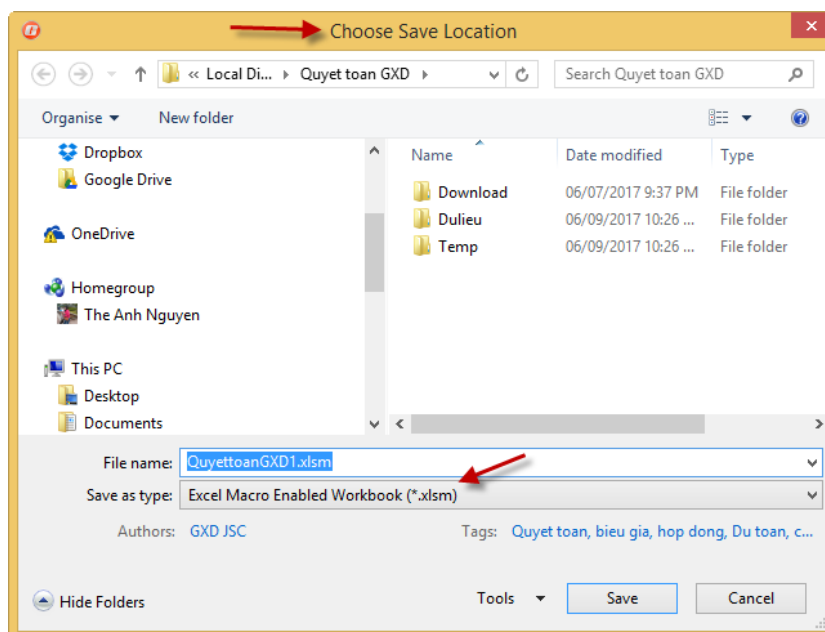 Choose Save Location
« Local Di... Quyet toan GXD
Search Quyet toan GXD
Organise New folder
Name Date modified Type
Dropbox
Google Drive
OneDrive
Homegroup
The Anh Nguyen
This PC
Desktop
Documents
Download 06/07/2017 9:37 PM File folder
Dulieu 06/09/2017 10:26 ... File folder
Temp 06/09/2017 10:26 ... File folder
File name: QuyettoanGXD1.xlsm
Save as type: Excel Macro Enabled Workbook (*.xlsm)
Authors: GXD JSC Tags: Quyet toan, bieu gia, hop dong, Du toan, c...
Hide Folders Tools Save Cancel